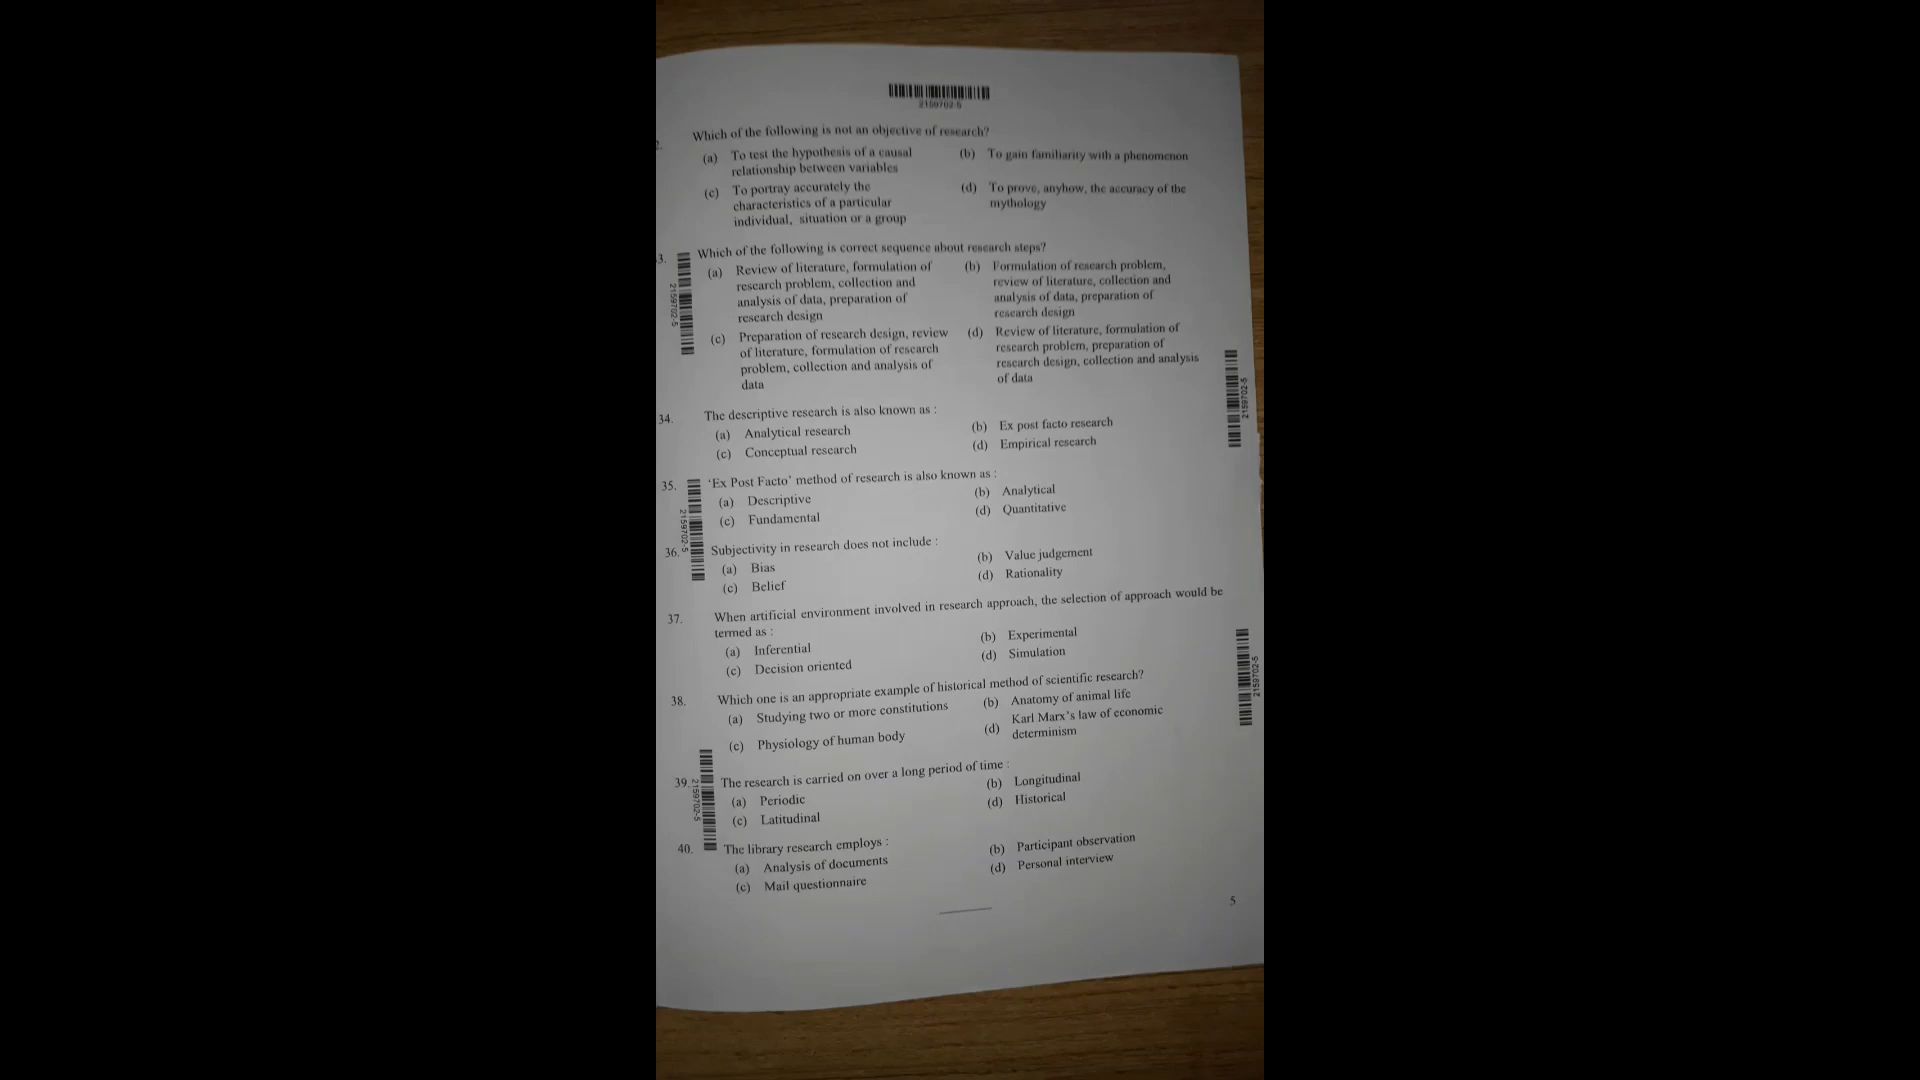 2159702-5
2. Which of the following is not an objective of research?
(a) To test the hypothesis of a causal
relationship between variables
(b) To gain familiarity with a phenomenon
(c) To portray accurately the
characteristics of a particular
individual, situation or a group
(d) To prove, anyhow, the accuracy of the
mythology
3. Which of the following is correct sequence about research steps?
(a) Review of literature, formulation of
research problem, collection and
analysis of data, preparation of
research design
(b) Formulation of research problem,
review of literature, collection and
analysis of data, preparation of
research design
(c) Preparation of research design, review
of literature, formulation of research
problem, collection and analysis of
data
(d) Review of literature, formulation of
research problem, preparation of
research design, collection and analysis
of data
2159702-5
2159702-5
34. The descriptive research is also known as :
(a) Analytical research
(b) Ex post facto research
(c) Conceptual research
(d) Empirical research
35. ‘Ex Post Facto’ method of research is also known as :
(a) Descriptive
(b) Analytical
(c) Fundamental
(d) Quantitative
2159702-5
36. Subjectivity in research does not include :
(a) Bias
(b) Value judgement
(c) Belief
(d) Rationality
37. When artificial environment involved in research approach, the selection of approach would be
termed as :
(a) Inferential
(b) Experimental
(c) Decision oriented
(d) Simulation
2159702-5
38. Which one is an appropriate example of historical method of scientific research?
(a) Studying two or more constitutions
(b) Anatomy of animal life
(c) Physiology of human body
(d) Karl Marx’s law of economic
determinism
39. The research is carried on over a long period of time :
(a) Periodic
(b) Longitudinal
(c) Latitudinal
(d) Historical
2159702-5
40. The library research employs :
(a) Analysis of documents
(b) Participant observation
(c) Mail questionnaire
(d) Personal interview
5